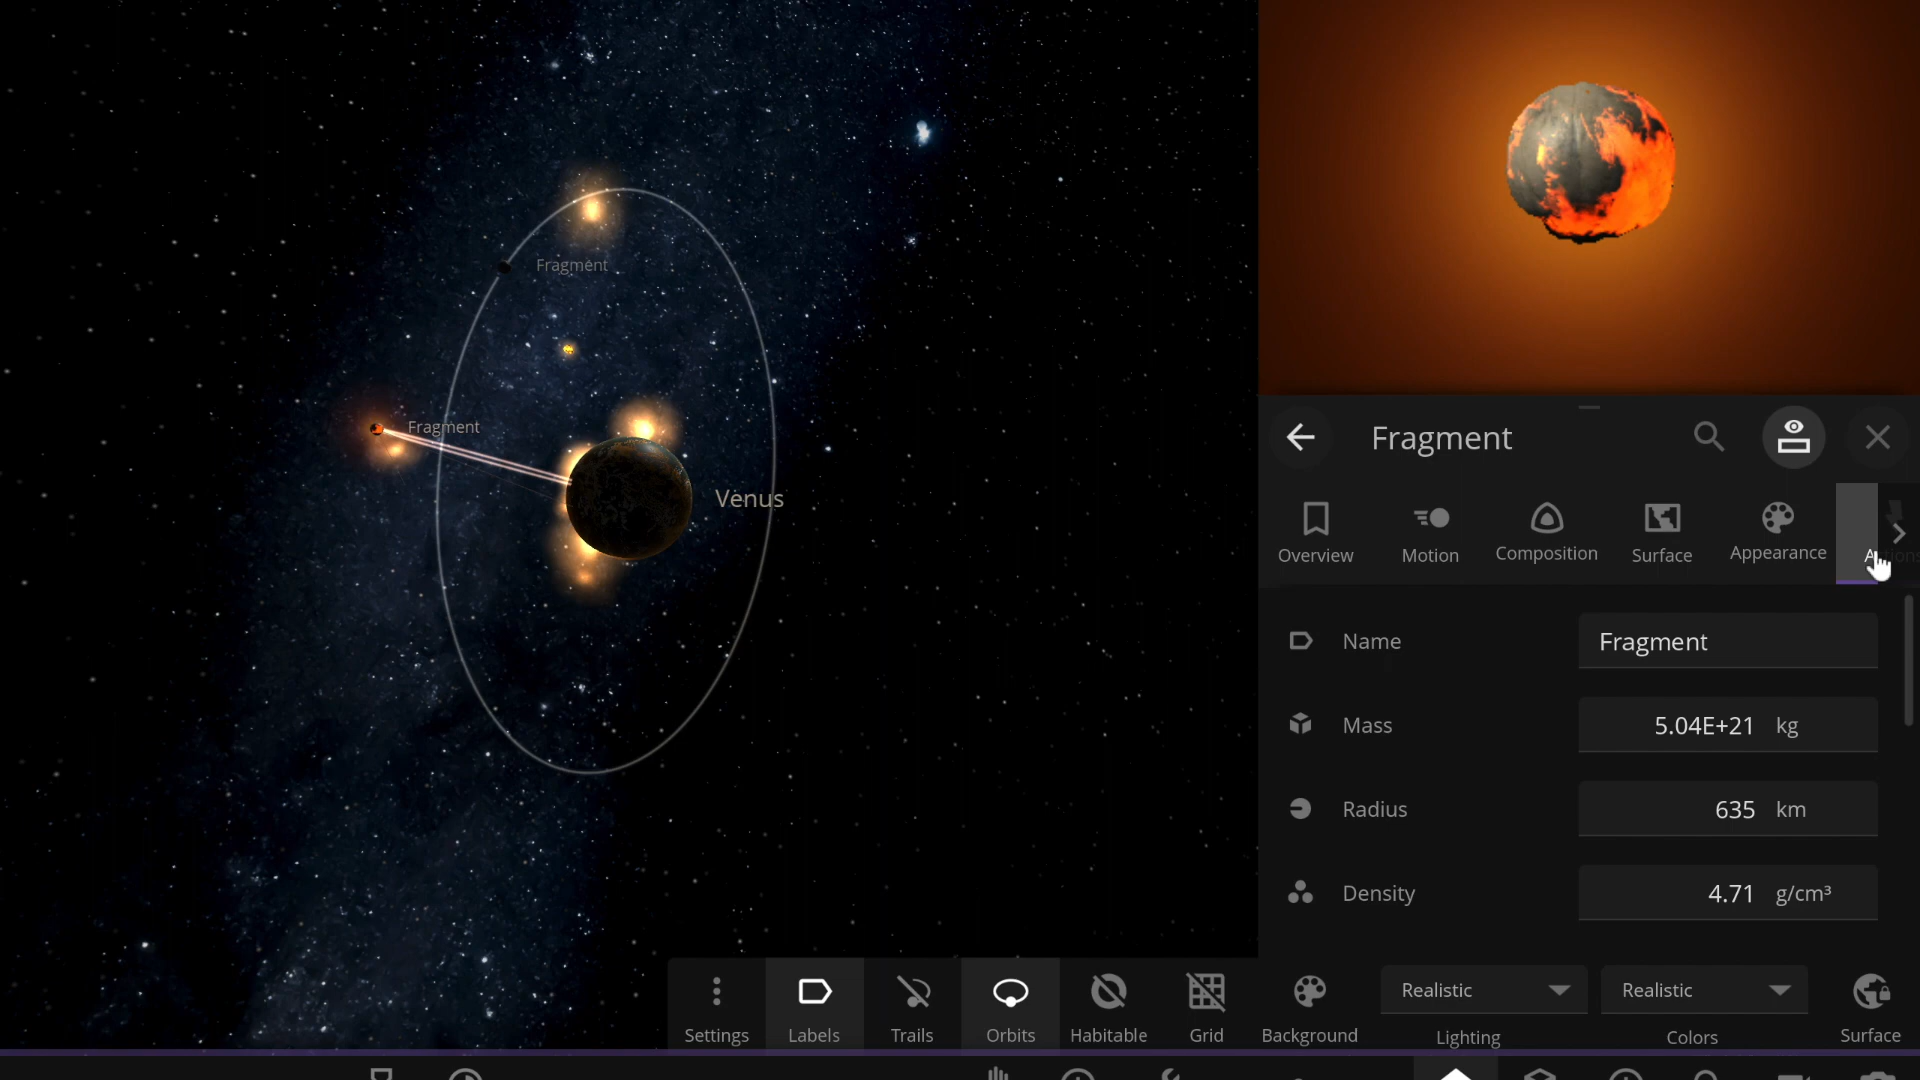 Fragment
Fragment
Venus
Fragment
Overview
Motion
Composition
Surface
Appearance
Name
Fragment
Mass
5.04E+21 kg
Radius
635 km
Density
4.71 g/cm³
Settings
Labels
Trails
Orbits
Habitable
Grid
Background
Realistic
Lighting
Realistic
Colors
Surface